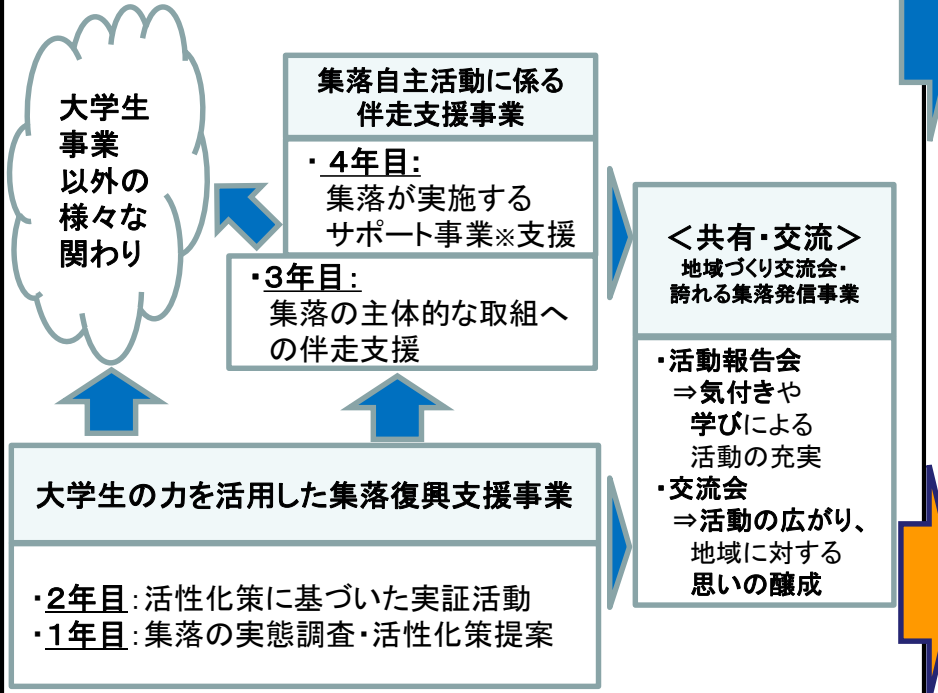 大学生
事業
以外の
様々な
関わり
集落自主活動に係る
伴走支援事業
・４年目:
集落が実施する
サポート事業※支援
・3年目：
集落の主体的な取組へ
の伴走支援
＜共有・交流＞
地域づくり交流会・
誇れる集落発信事業
・活動報告会
⇒気付きや
学びによる
活動の充実
・交流会
⇒活動の広がり、
地域に対する
思いの醸成
大学生の力を活用した集落復興支援事業
・２年目：活性化策に基づいた実証活動
・１年目：集落の実態調査・活性化策提案